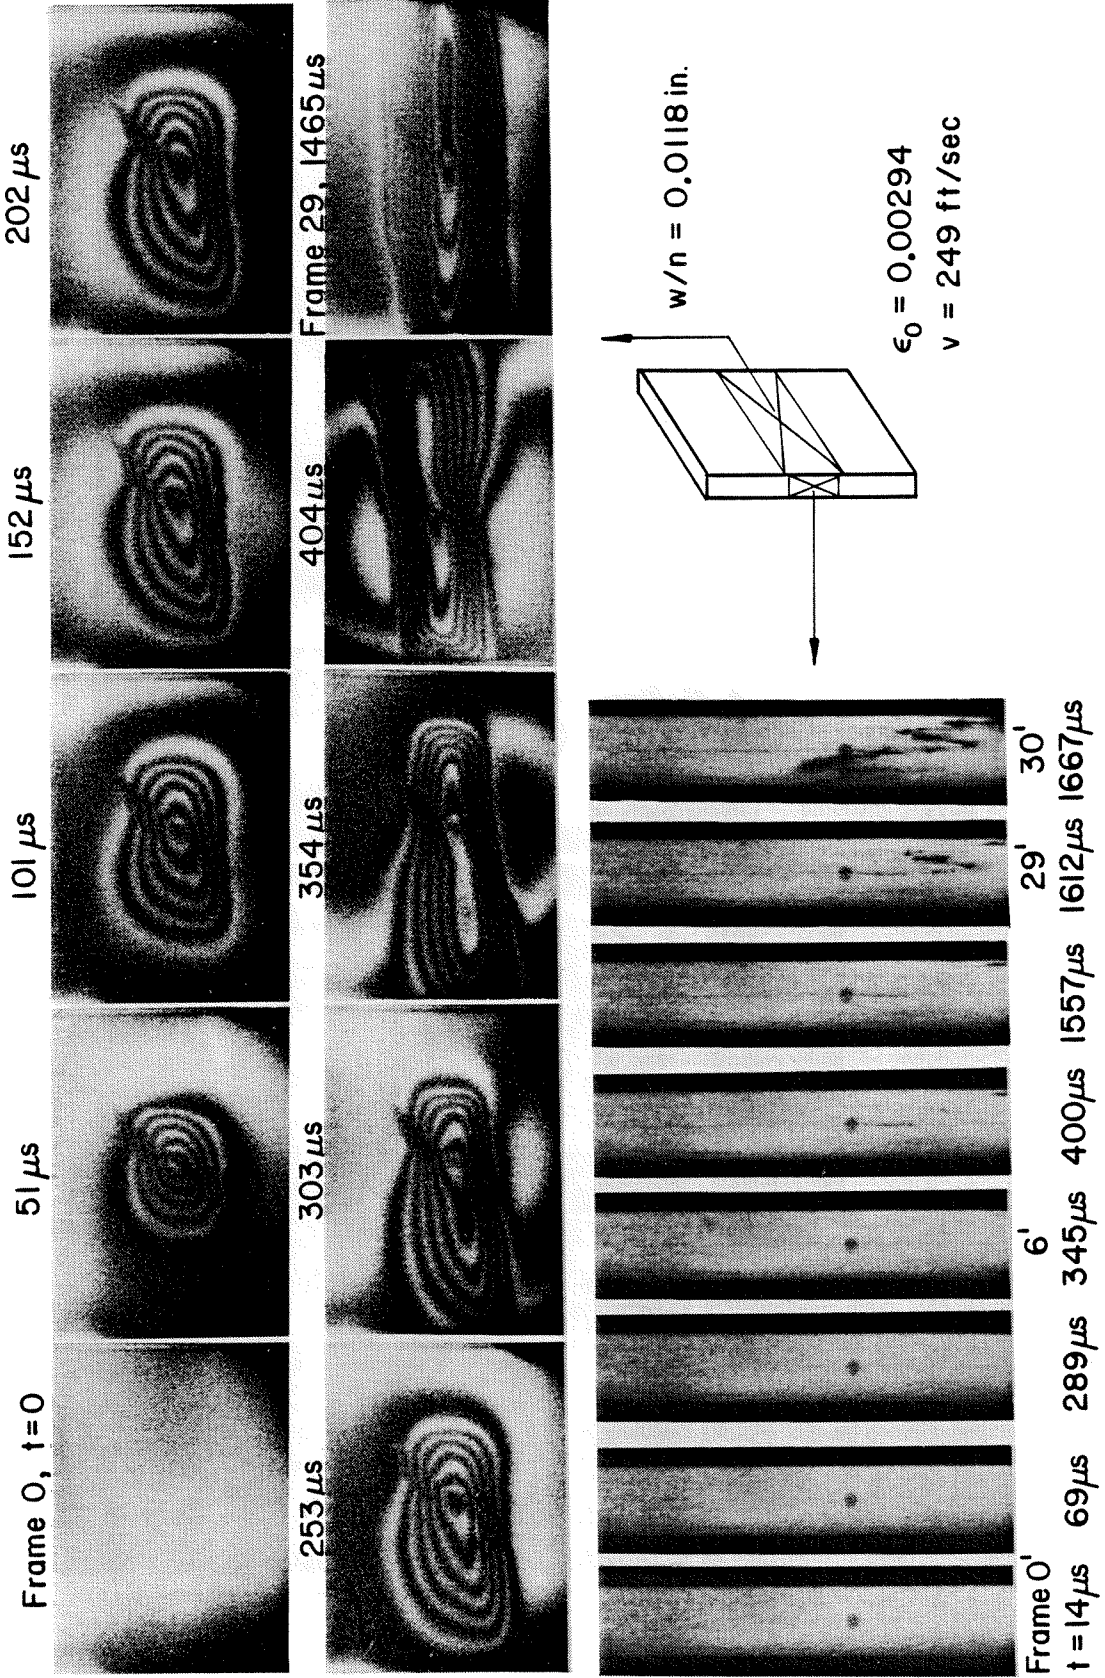 Frame 0, t=0
51 μs
101 μs
152 μs
202 μs
253 μs
303 μs
354 μs
404 μs
Frame 29, 1465 μs
w/n = 0.0118 in.
ε₀ = 0.00294
v = 249 ft/sec
Frame 0'
6'
29'
30'
t = 14 μs
69 μs
289 μs
345 μs
400 μs
1557 μs
1612 μs
1667 μs